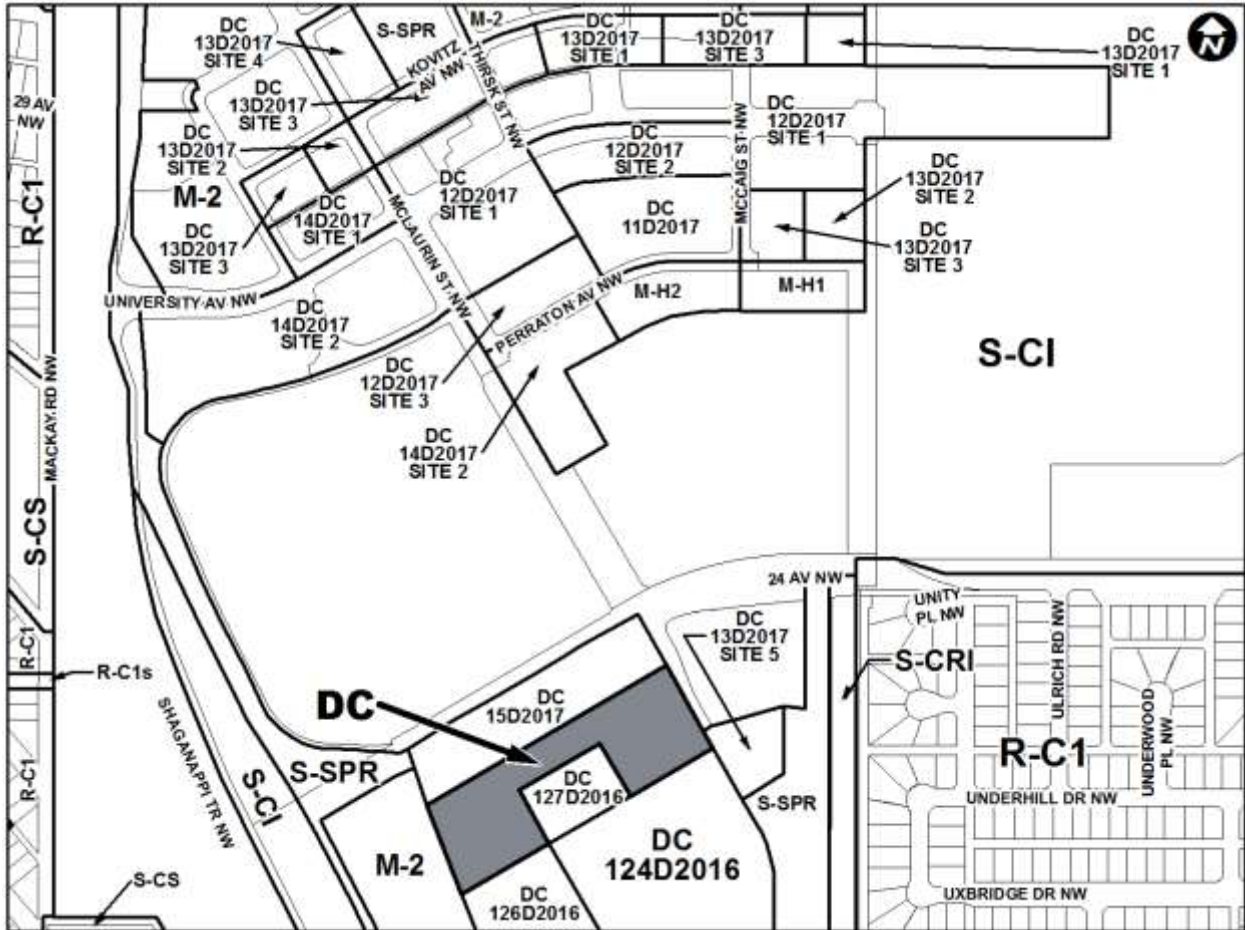 DC
13D2017
SITE 4
S-SPR
M-2
KOVITZ
AV NW
THIRSK ST NW
DC
13D2017
SITE 1
DC
13D2017
SITE 3
DC
13D2017
SITE 1
N
29 AV
NW
DC
13D2017
SITE 3
DC
13D2017
SITE 2
M-2
R-C1
DC
13D2017
SITE 3
DC
14D2017
SITE 1
DC
12D2017
SITE 1
DC
12D2017
SITE 2
DC
12D2017
SITE 1
MCCAIG ST NW
DC
11D2017
DC
13D2017
SITE 2
DC
13D2017
SITE 3
MCLAURIN ST NW
UNIVERSITY AV NW
DC
14D2017
SITE 2
M-H2
M-H1
PERRATON AV NW
DC
12D2017
SITE 3
S-CI
MACKAY RD NW
DC
14D2017
SITE 2
S-CS
24 AV NW
UNITY
PL NW
ULRICH RD NW
R-C1
R-C1s
DC
13D2017
SITE 5
S-CRI
UNDERWOOD
PL NW
DC
DC
15D2017
R-C1
SHAGANAPPI TR NW
R-C1
S-CI
S-SPR
DC
127D2016
S-SPR
UNDERHILL DR NW
M-2
DC
124D2016
S-CS
DC
126D2016
UXBRIDGE DR NW